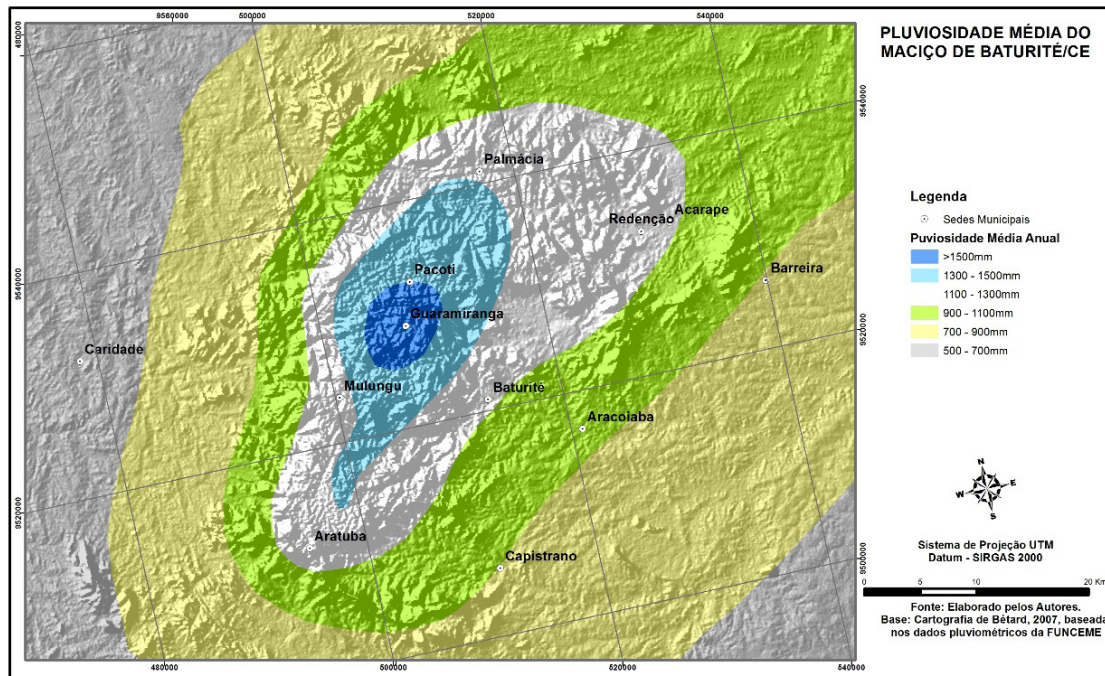 PLUVIOSIDADE MÉDIA DO
MACIÇO DE BATURITÉ/CE
9560000
500000
520000
540000
480000
9540000
9540000
9520000
9520000
9500000
480000
500000
520000
540000
Palmácia
Redenção
Acarape
Pacoti
Barreira
Guaramiranga
Caridade
Mulungu
Baturité
Aracoiaba
Aratuba
Capistrano
Legenda
Sedes Municipais
Puviosidade Média Anual
>1500mm
1300 - 1500mm
1100 - 1300mm
900 - 1100mm
700 - 900mm
500 - 700mm
N
W
E
S
Sistema de Projeção UTM
Datum - SIRGAS 2000
0 5 10 20 Km
Fonte: Elaborado pelos Autores.
Base: Cartografia de Bétard, 2007, baseada
nos dados pluviométricos da FUNCEME